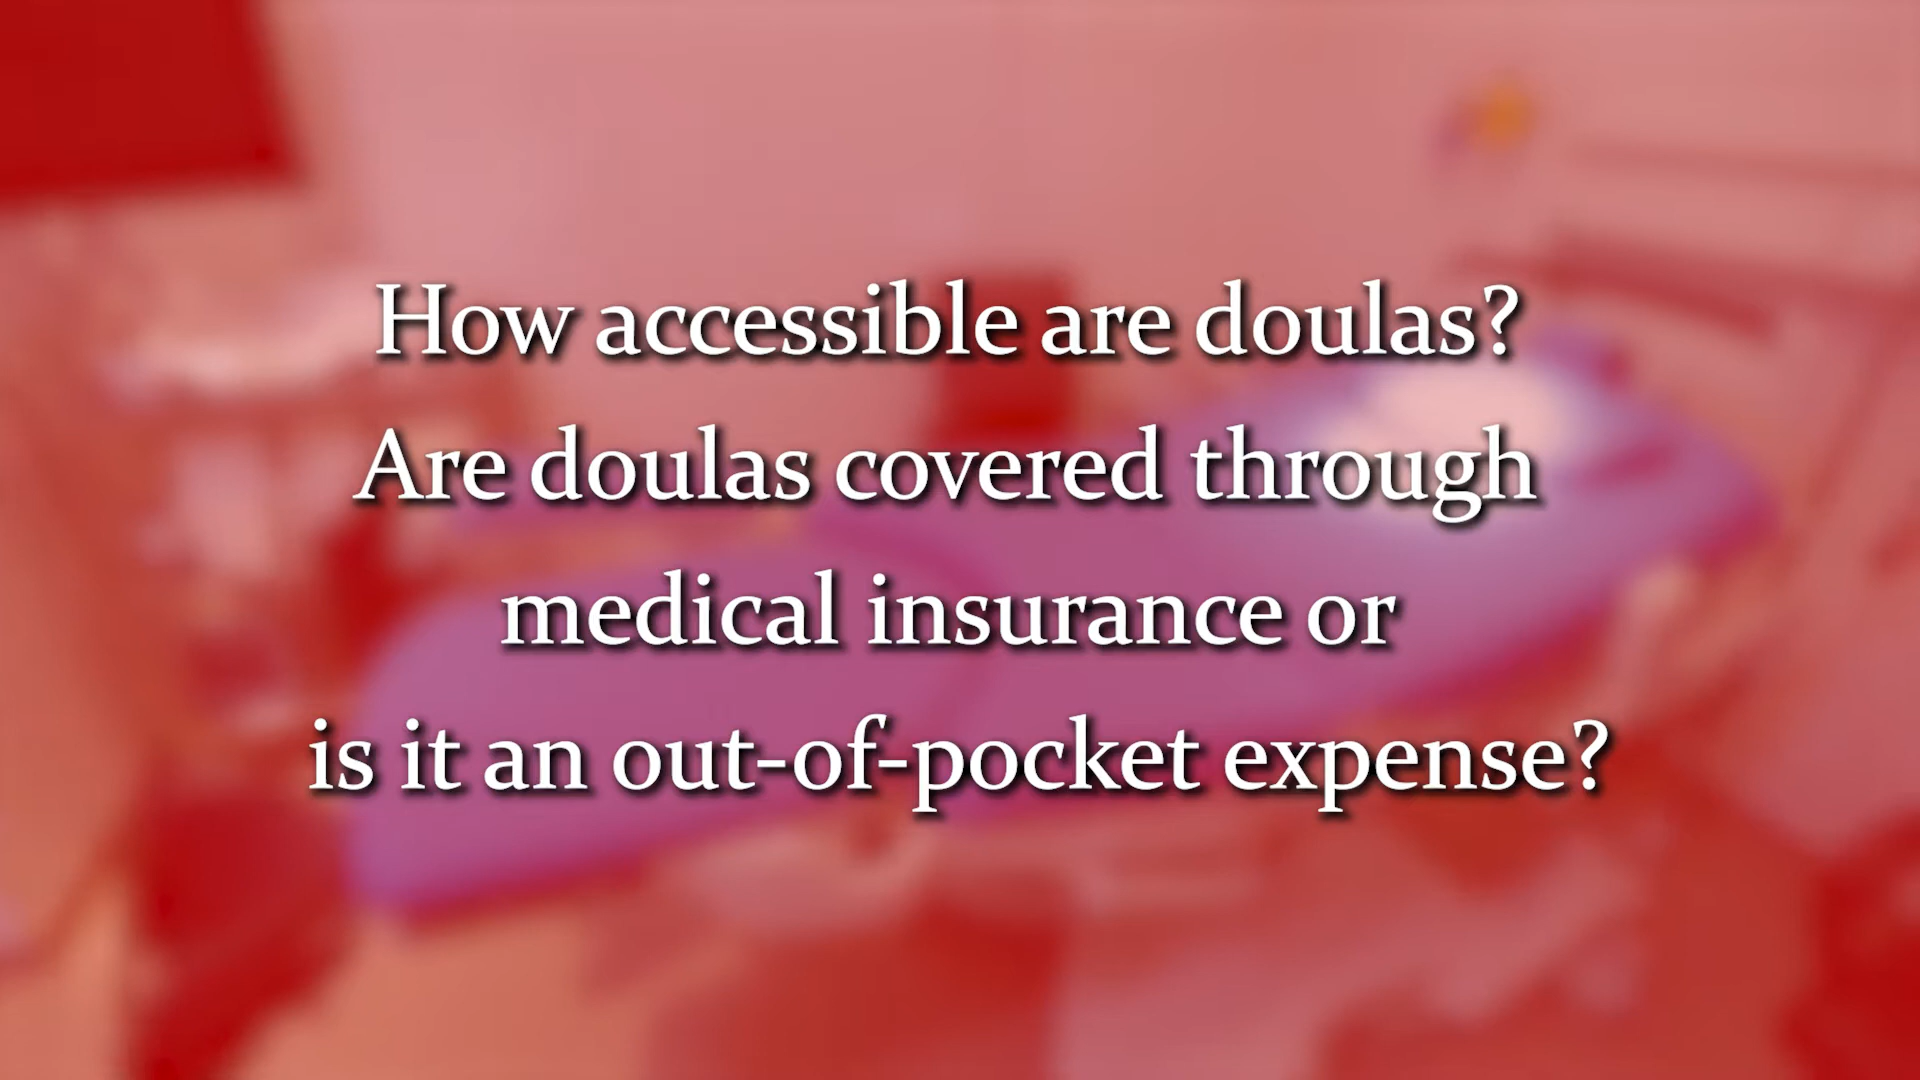 How accessible are doulas?
Are doulas covered through
medical insurance or
is it an out-of-pocket expense?